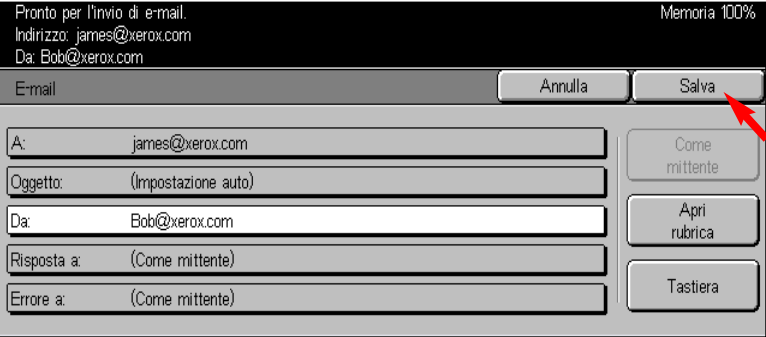 Pronto per l'invio di e-mail.
Memoria 100%
Indirizzo: james@xerox.com
Da: Bob@xerox.com
E-mail
Annulla
Salva
A: james@xerox.com
Oggetto: (Impostazione auto)
Da: Bob@xerox.com
Risposta a: (Come mittente)
Errore a: (Come mittente)
Come
mittente
Apri
rubrica
Tastiera